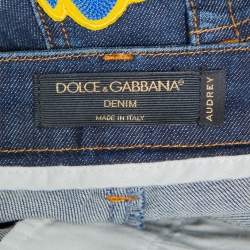 DOLCE & GABBANA®
DENIM
MADE IN ITALY
AUDREY